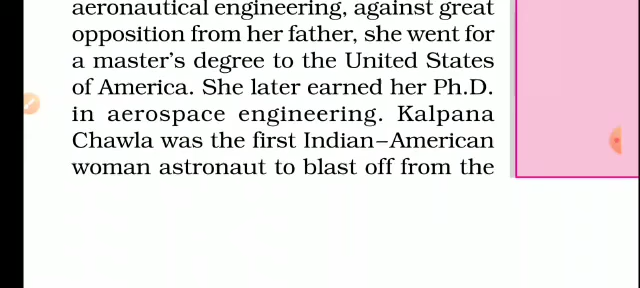 aeronautical engineering, against great
opposition from her father, she went for
a master's degree to the United States
of America. She later earned her Ph.D.
in aerospace engineering. Kalpana
Chawla was the first Indian–American
woman astronaut to blast off from the